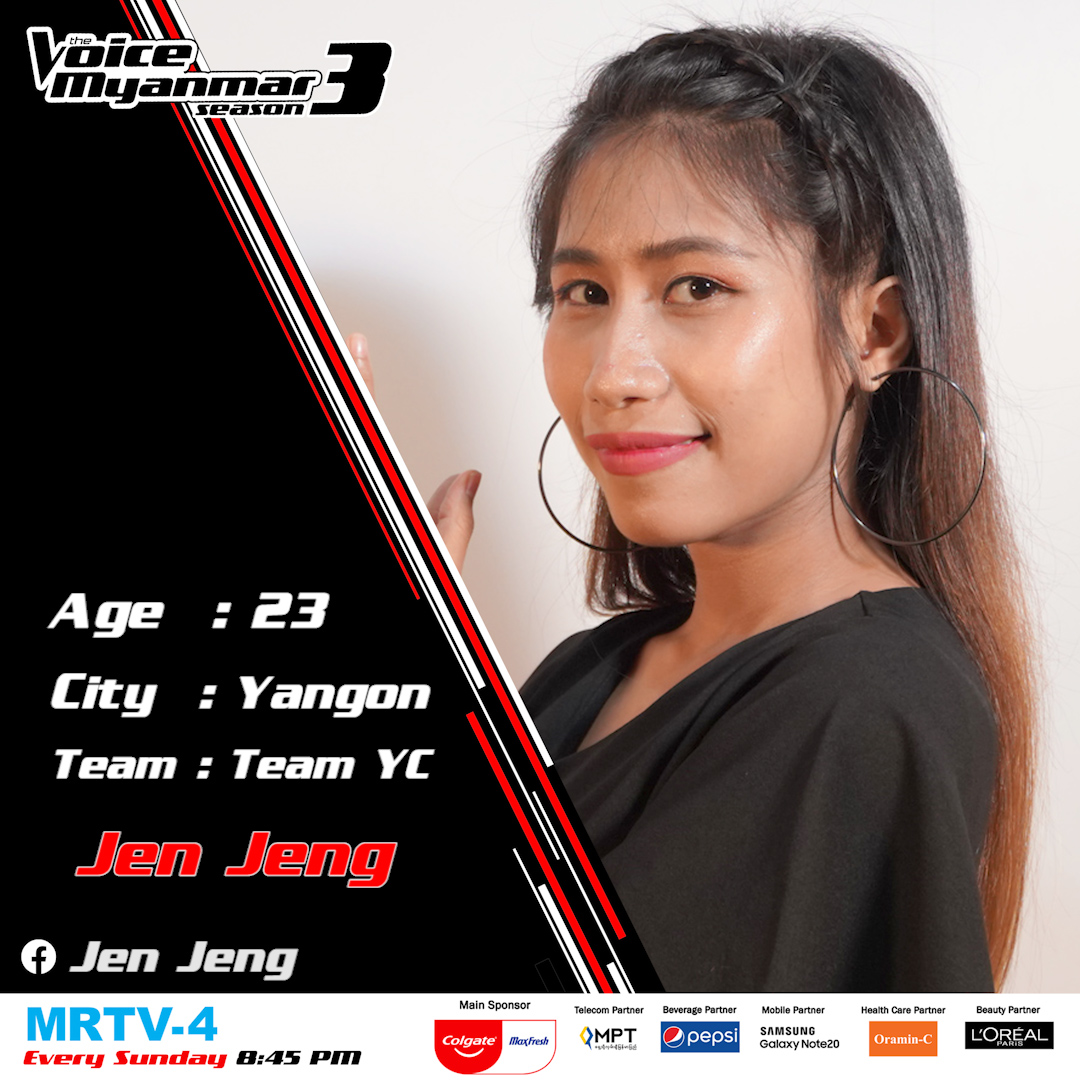 the
Voice
Myanmar
season 3
Age : 23
City : Yangon
Team : Team YC
Jen Jeng
Jen Jeng
MRTV-4
Every Sunday 8:45 PM
Main Sponsor
Colgate MaxFresh
Telecom Partner
MPT
Beverage Partner
pepsi
Mobile Partner
SAMSUNG
Galaxy Note20
Health Care Partner
Oramin-C
Beauty Partner
L'ORÉAL
PARIS